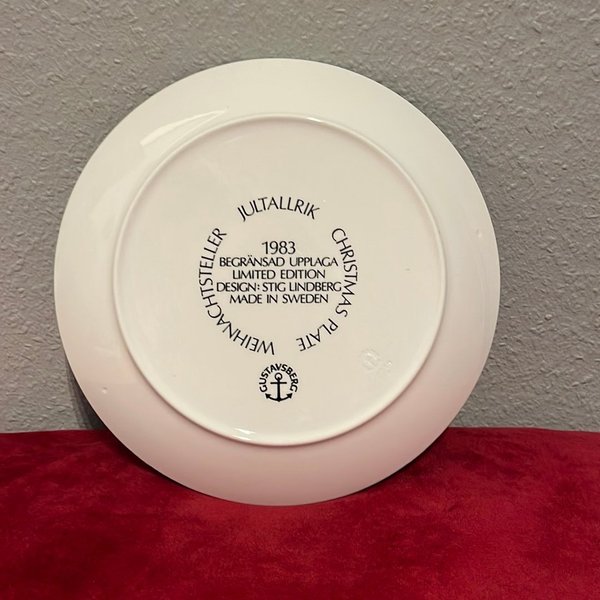 JULTALLRIK
CHRISTMAS PLATE
WEIHNACHTSTELLER
1983
BEGRÄNSAD UPPLAGA
LIMITED EDITION
DESIGN: STIG LINDBERG
MADE IN SWEDEN
GUSTAVSBERG